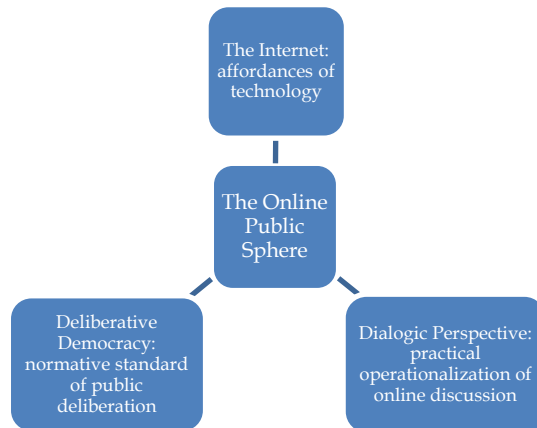 The Internet:
affordances of
technology
The Online
Public
Sphere
Deliberative
Democracy:
normative standard
of public
deliberation
Dialogic Perspective:
practical
operationalization of
online discussion